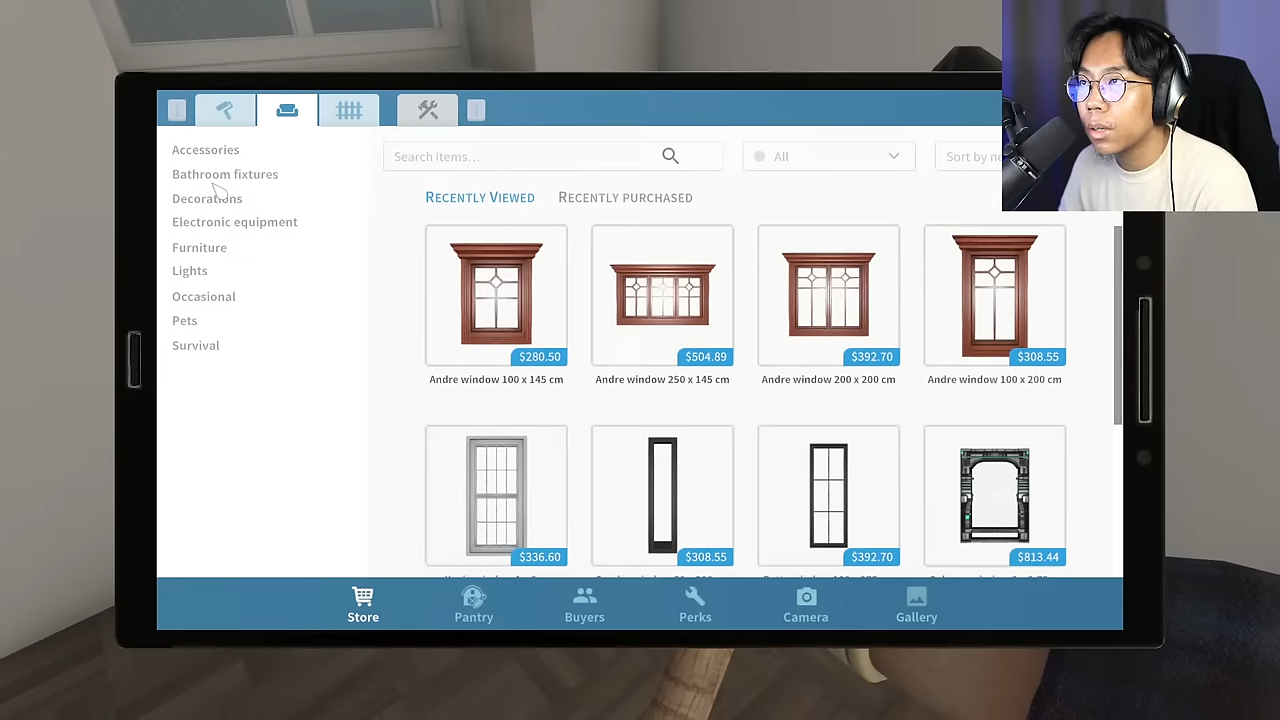 Search items…
All
Sort by ne
Accessories
Bathroom fixtures
Decorations
Electronic equipment
Furniture
Lights
Occasional
Pets
Survival
RECENTLY VIEWED
RECENTLY PURCHASED
$280.50
$504.89
$392.70
$308.55
Andre window 100 x 145 cm
Andre window 250 x 145 cm
Andre window 200 x 200 cm
Andre window 100 x 200 cm
$336.60
$308.55
$392.70
$813.44
Store
Pantry
Buyers
Perks
Camera
Gallery